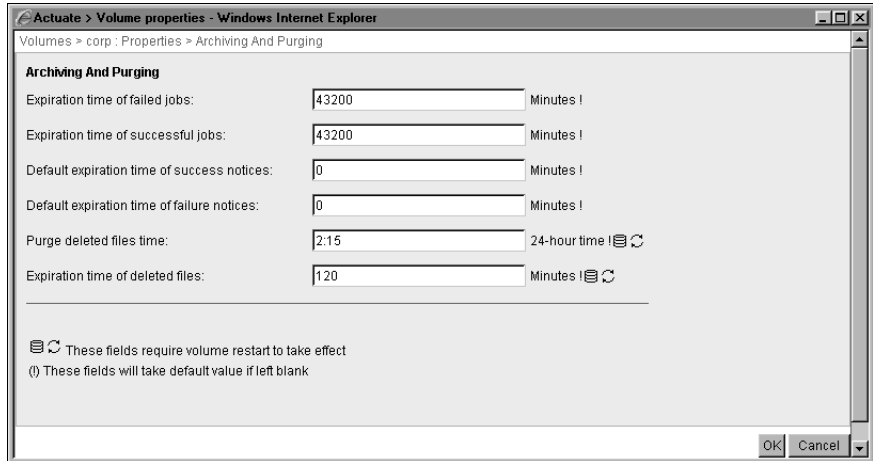 Actuate > Volume properties - Windows Internet Explorer
Volumes > corp : Properties > Archiving And Purging
Archiving And Purging
Expiration time of failed jobs: 43200 Minutes !
Expiration time of successful jobs: 43200 Minutes !
Default expiration time of success notices: 0 Minutes !
Default expiration time of failure notices: 0 Minutes !
Purge deleted files time: 2:15 24-hour time !
Expiration time of deleted files: 120 Minutes !
These fields require volume restart to take effect
(!) These fields will take default value if left blank
OK Cancel